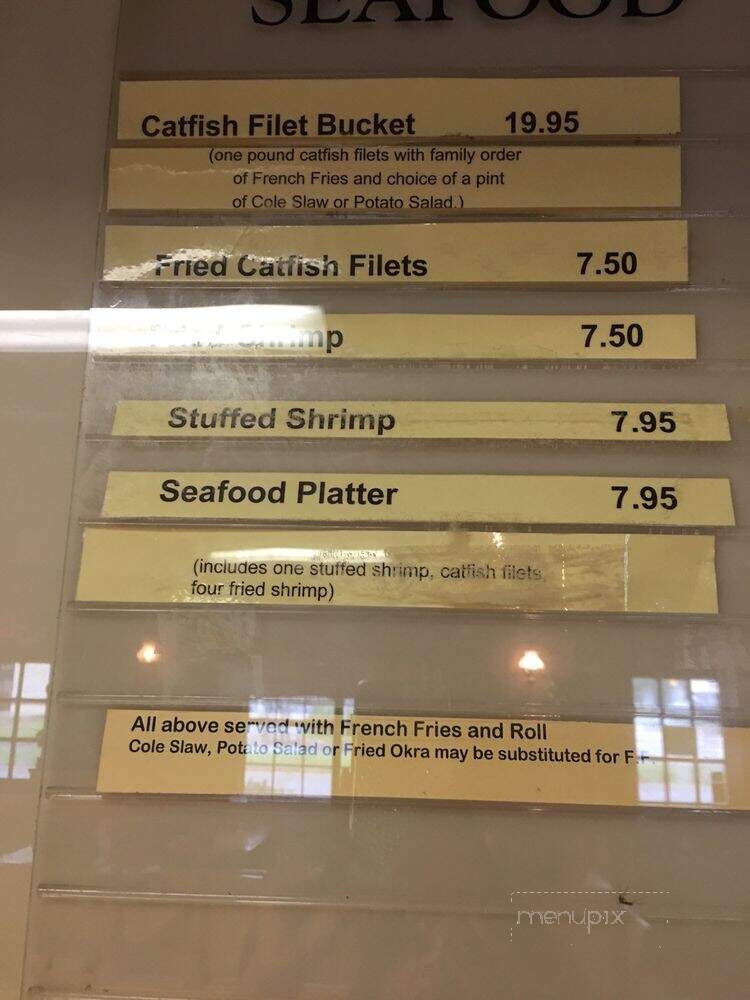 SEAFOOD
Catfish Filet Bucket 19.95
(one pound catfish filets with family order
of French Fries and choice of a pint
of Cole Slaw or Potato Salad.)
Fried Catfish Filets 7.50
Shrimp 7.50
Stuffed Shrimp 7.95
Seafood Platter 7.95
(includes one stuffed shrimp, catfish filets
four fried shrimp)
All above served with French Fries and Roll
Cole Slaw, Potato Salad or Fried Okra may be substituted for F.F.
menupix